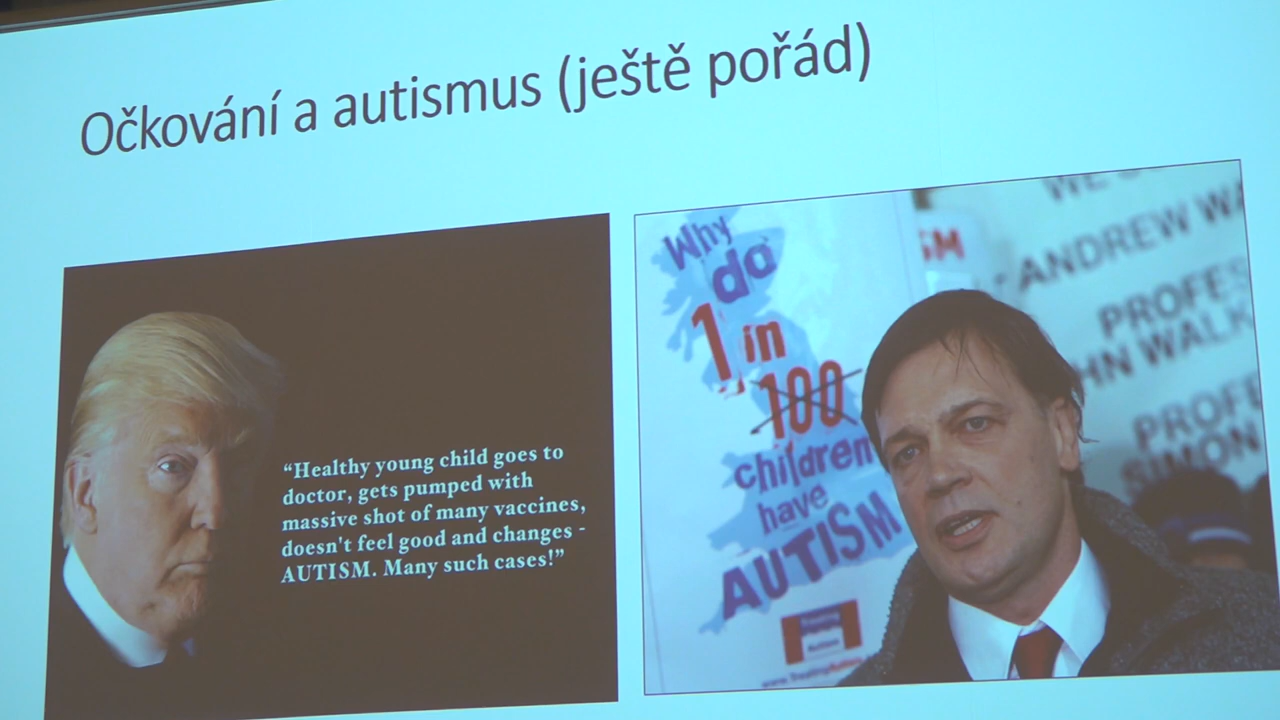 Očkování a autismus (ještě pořád)
“Healthy young child goes to
doctor, gets pumped with
massive shot of many vaccines,
doesn't feel good and changes -
AUTISM. Many such cases!”
Why
do
1 in
100
children
have
AUTISM
SM
ANDREW
PROFES
HN WALK
PROFE
SIMON